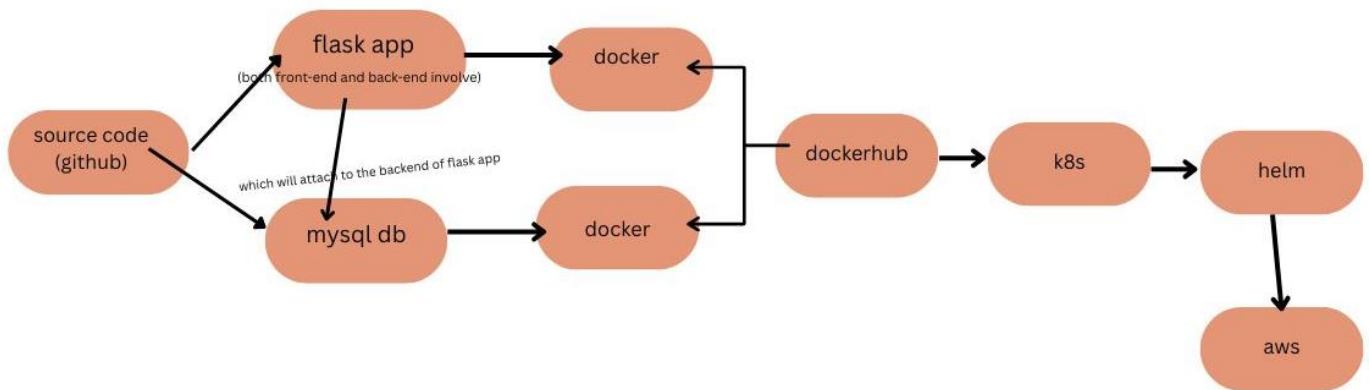 flask app
(both front-end and back-end involve)
docker
source code
(github)
dockerhub
k8s
helm
which will attach to the backend of flask app
mysql db
docker
aws